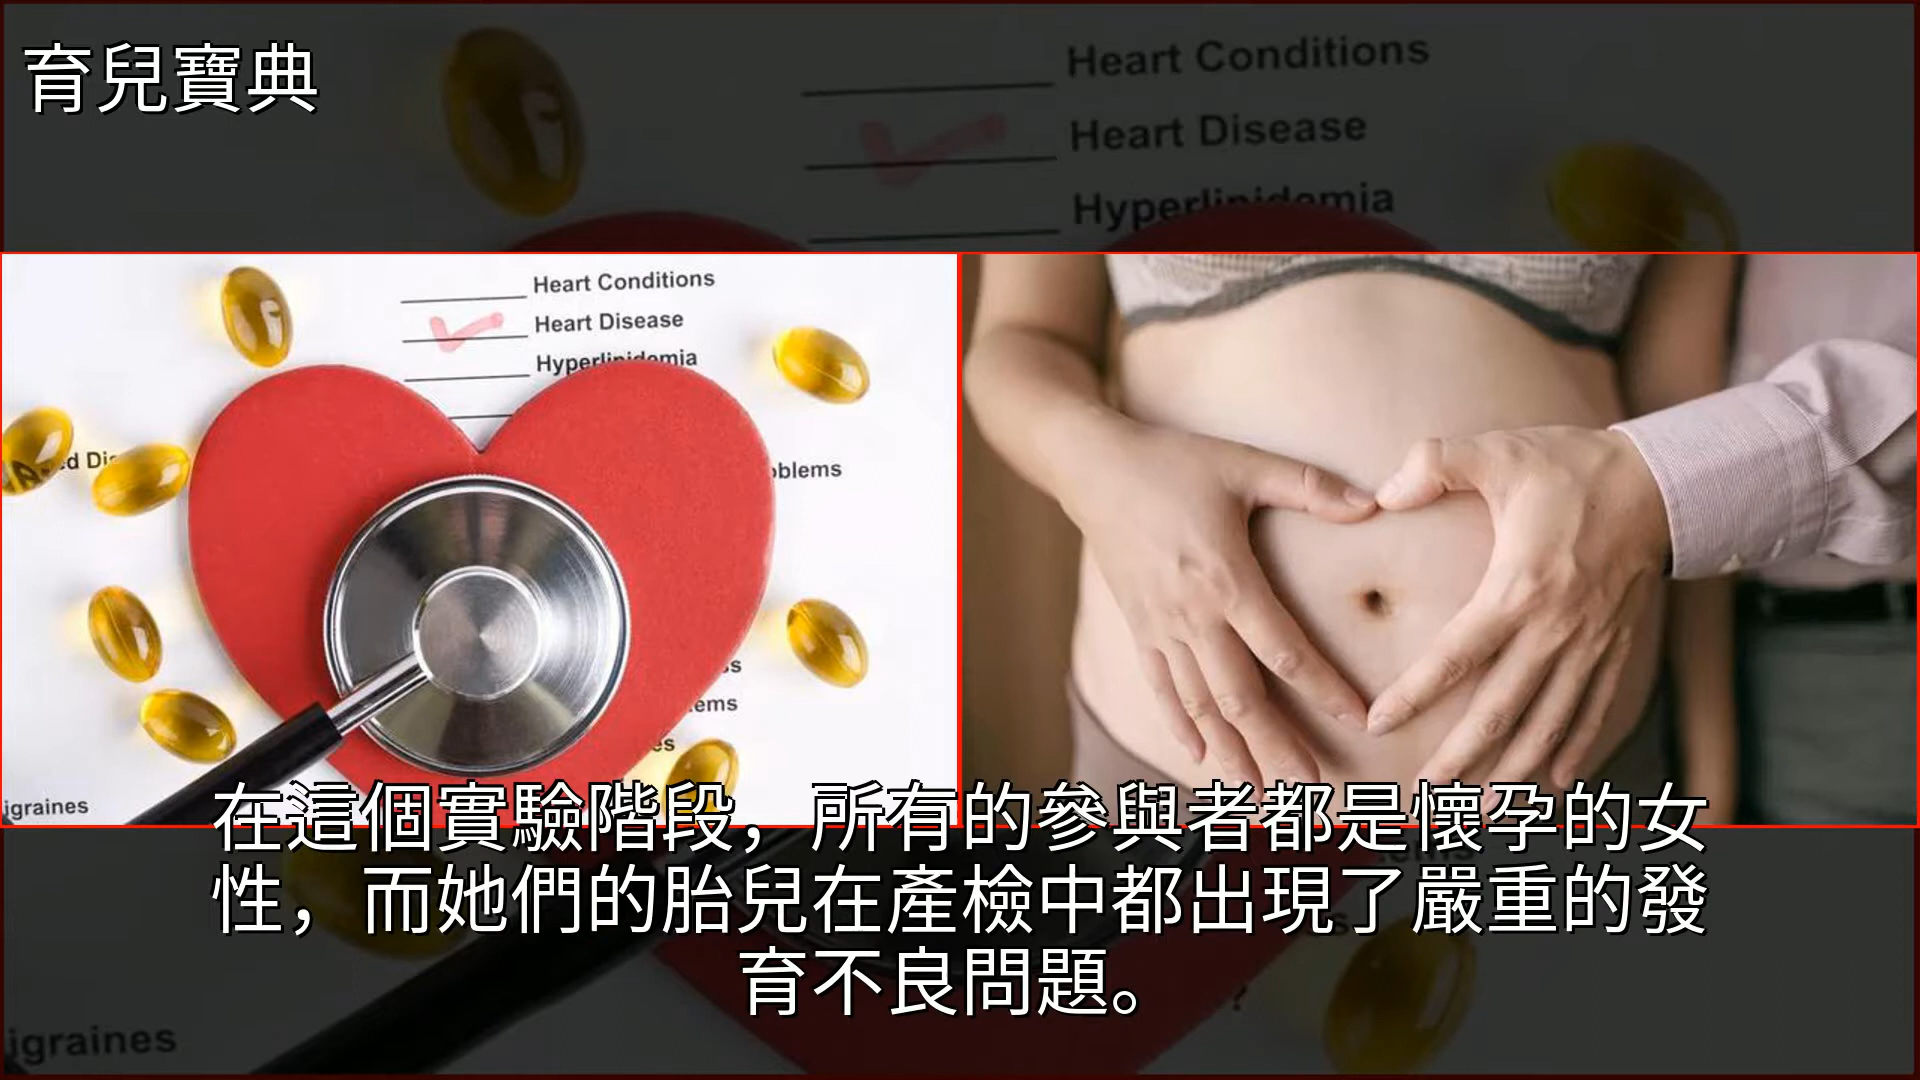 育兒寶典
Heart Conditions
Heart Disease
Hyperlipidemia
Heart Conditions
Heart Disease
Hyperlipidemia
igraines
在這個實驗階段，所有的參與者都是懷孕的女
性，而她們的胎兒在產檢中都出現了嚴重的發
育不良問題。
igraines